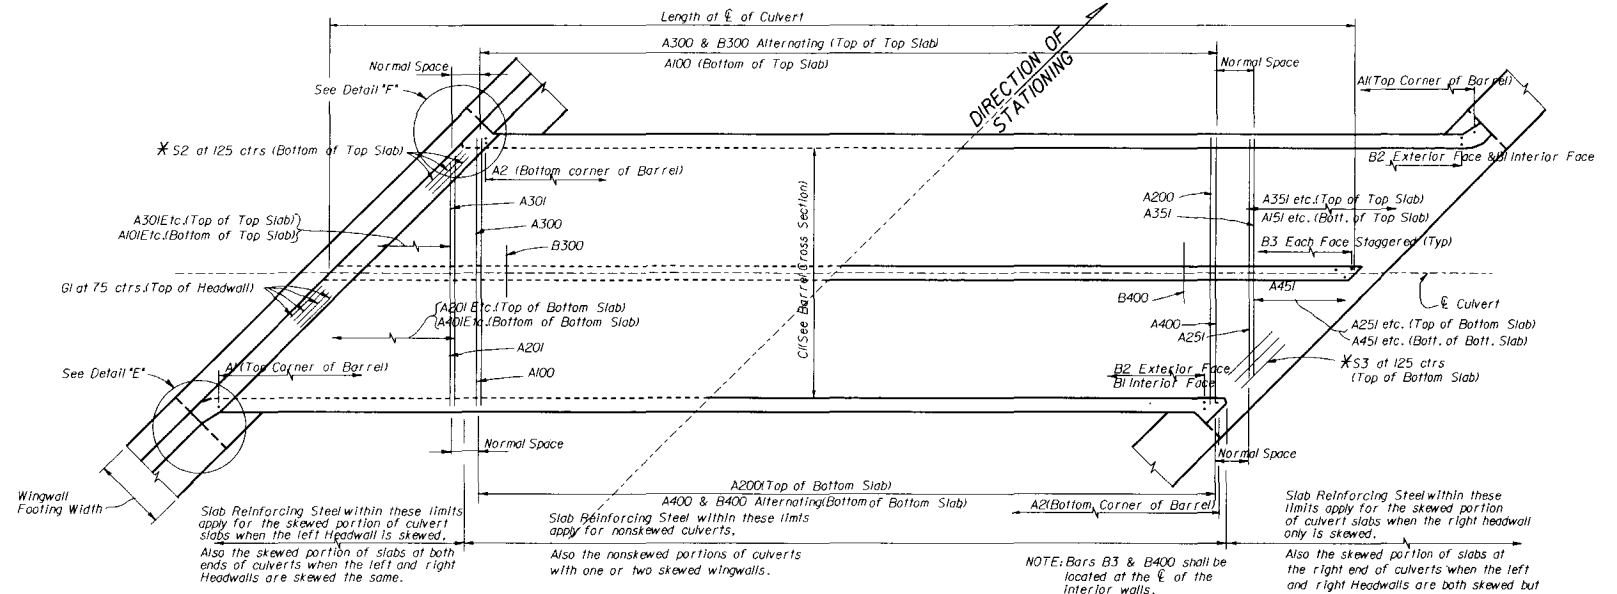 Length at ℄ of Culvert
A300 & B300 Alternating (Top of Top Slab)
A100 (Bottom of Top Slab)
DIRECTION OF
STATIONING
Normal Space
Normal Space
See Detail "F"
A1(Top Corner of Barrel)
* S2 at 125 ctrs (Bottom of Top Slab)
B2 Exterior Face & B1 Interior Face
A2 (Bottom corner of Barrel)
A301
A200
A351 etc.(Top of Top Slab)
A351
A151 etc.(Bott. of Top Slab)
A301Etc.(Top of Top Slab)
A101Etc.(Bottom of Top Slab)
A300
B300
B3 Each Face Staggered (Typ)
C1(See Barrel Cross Section)
G1 at 75 ctrs.(Top of Headwall)
A451
B400
℄ Culvert
A201 Etc.(Top of Bottom Slab)
A401Etc.(Bottom of Bottom Slab)
A400
A251
A251 etc. (Top of Bottom Slab)
A451 etc. (Bott. of Bott. Slab)
A201
A1(Top Corner of Barrel)
See Detail "E"
A100
B2 Exterior Face
B1 Interior Face
* S3 at 125 ctrs
(Top of Bottom Slab)
Normal Space
Normal Space
A200(Top of Bottom Slab)
A400 & B400 Alternating(Bottom of Bottom Slab)
A2(Bottom Corner of Barrel)
Wingwall
Footing Width
Slab Reinforcing Steel within these limits
apply for the skewed portion of culvert
slabs when the left Headwall is skewed.
Also the skewed portion of slabs at both
ends of culverts when the left and right
Headwalls are skewed the same.
Slab Reinforcing Steel within these limts
apply for nonskewed culverts.
Also the nonskewed portions of culverts
with one or two skewed wingwalls.
NOTE: Bars B3 & B400 shall be
located at the ℄ of the
interior walls.
Slab Reinforcing Steel within these
limits apply for the skewed portion
of culvert slabs when the right headwall
only is skewed.
Also the skewed portion of slabs at
the right end of culverts when the left
and right Headwalls are both skewed but